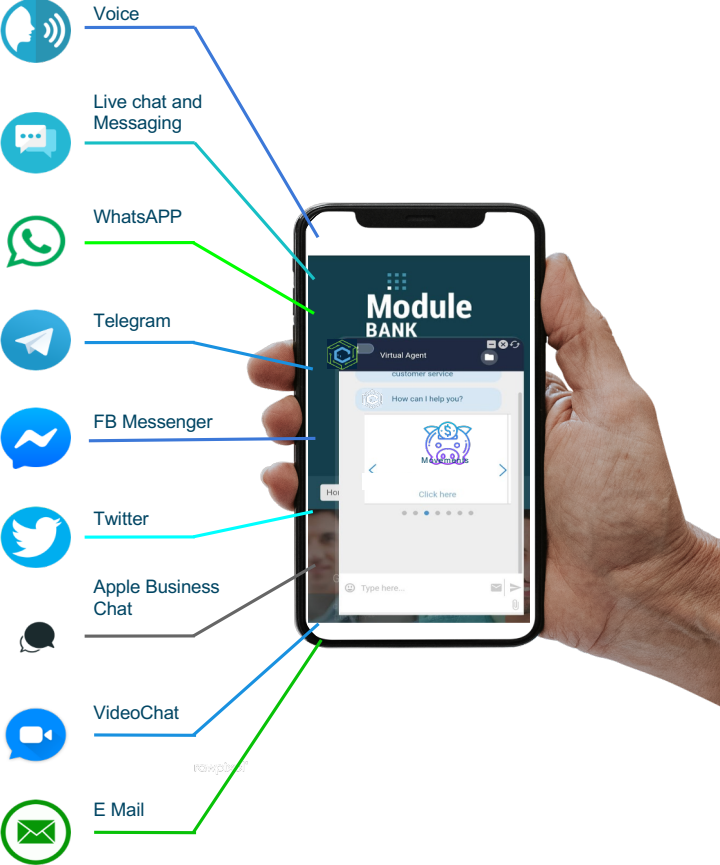 Voice
Live chat and
Messaging
WhatsAPP
Telegram
FB Messenger
Twitter
Apple Business
Chat
VideoChat
E Mail
Module
BANK
Virtual Agent
customer service
How can I help you?
Movements
Click here
Type here...